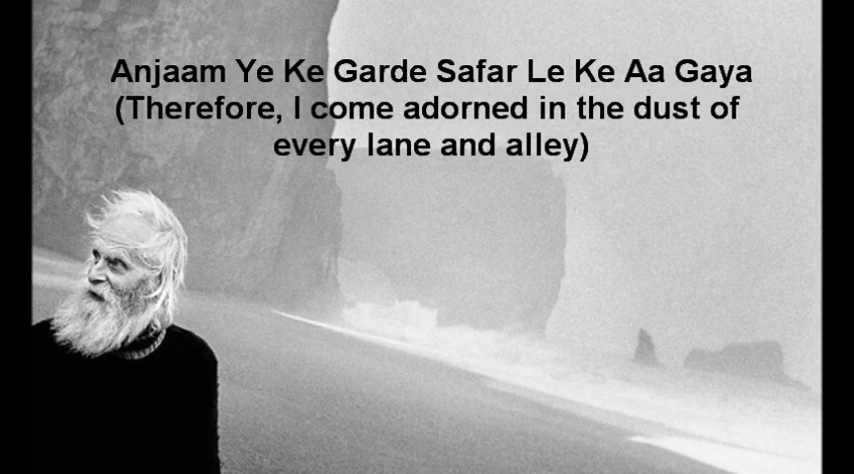 Anjaam Ye Ke Garde Safar Le Ke Aa Gaya
(Therefore, I come adorned in the dust of
every lane and alley)